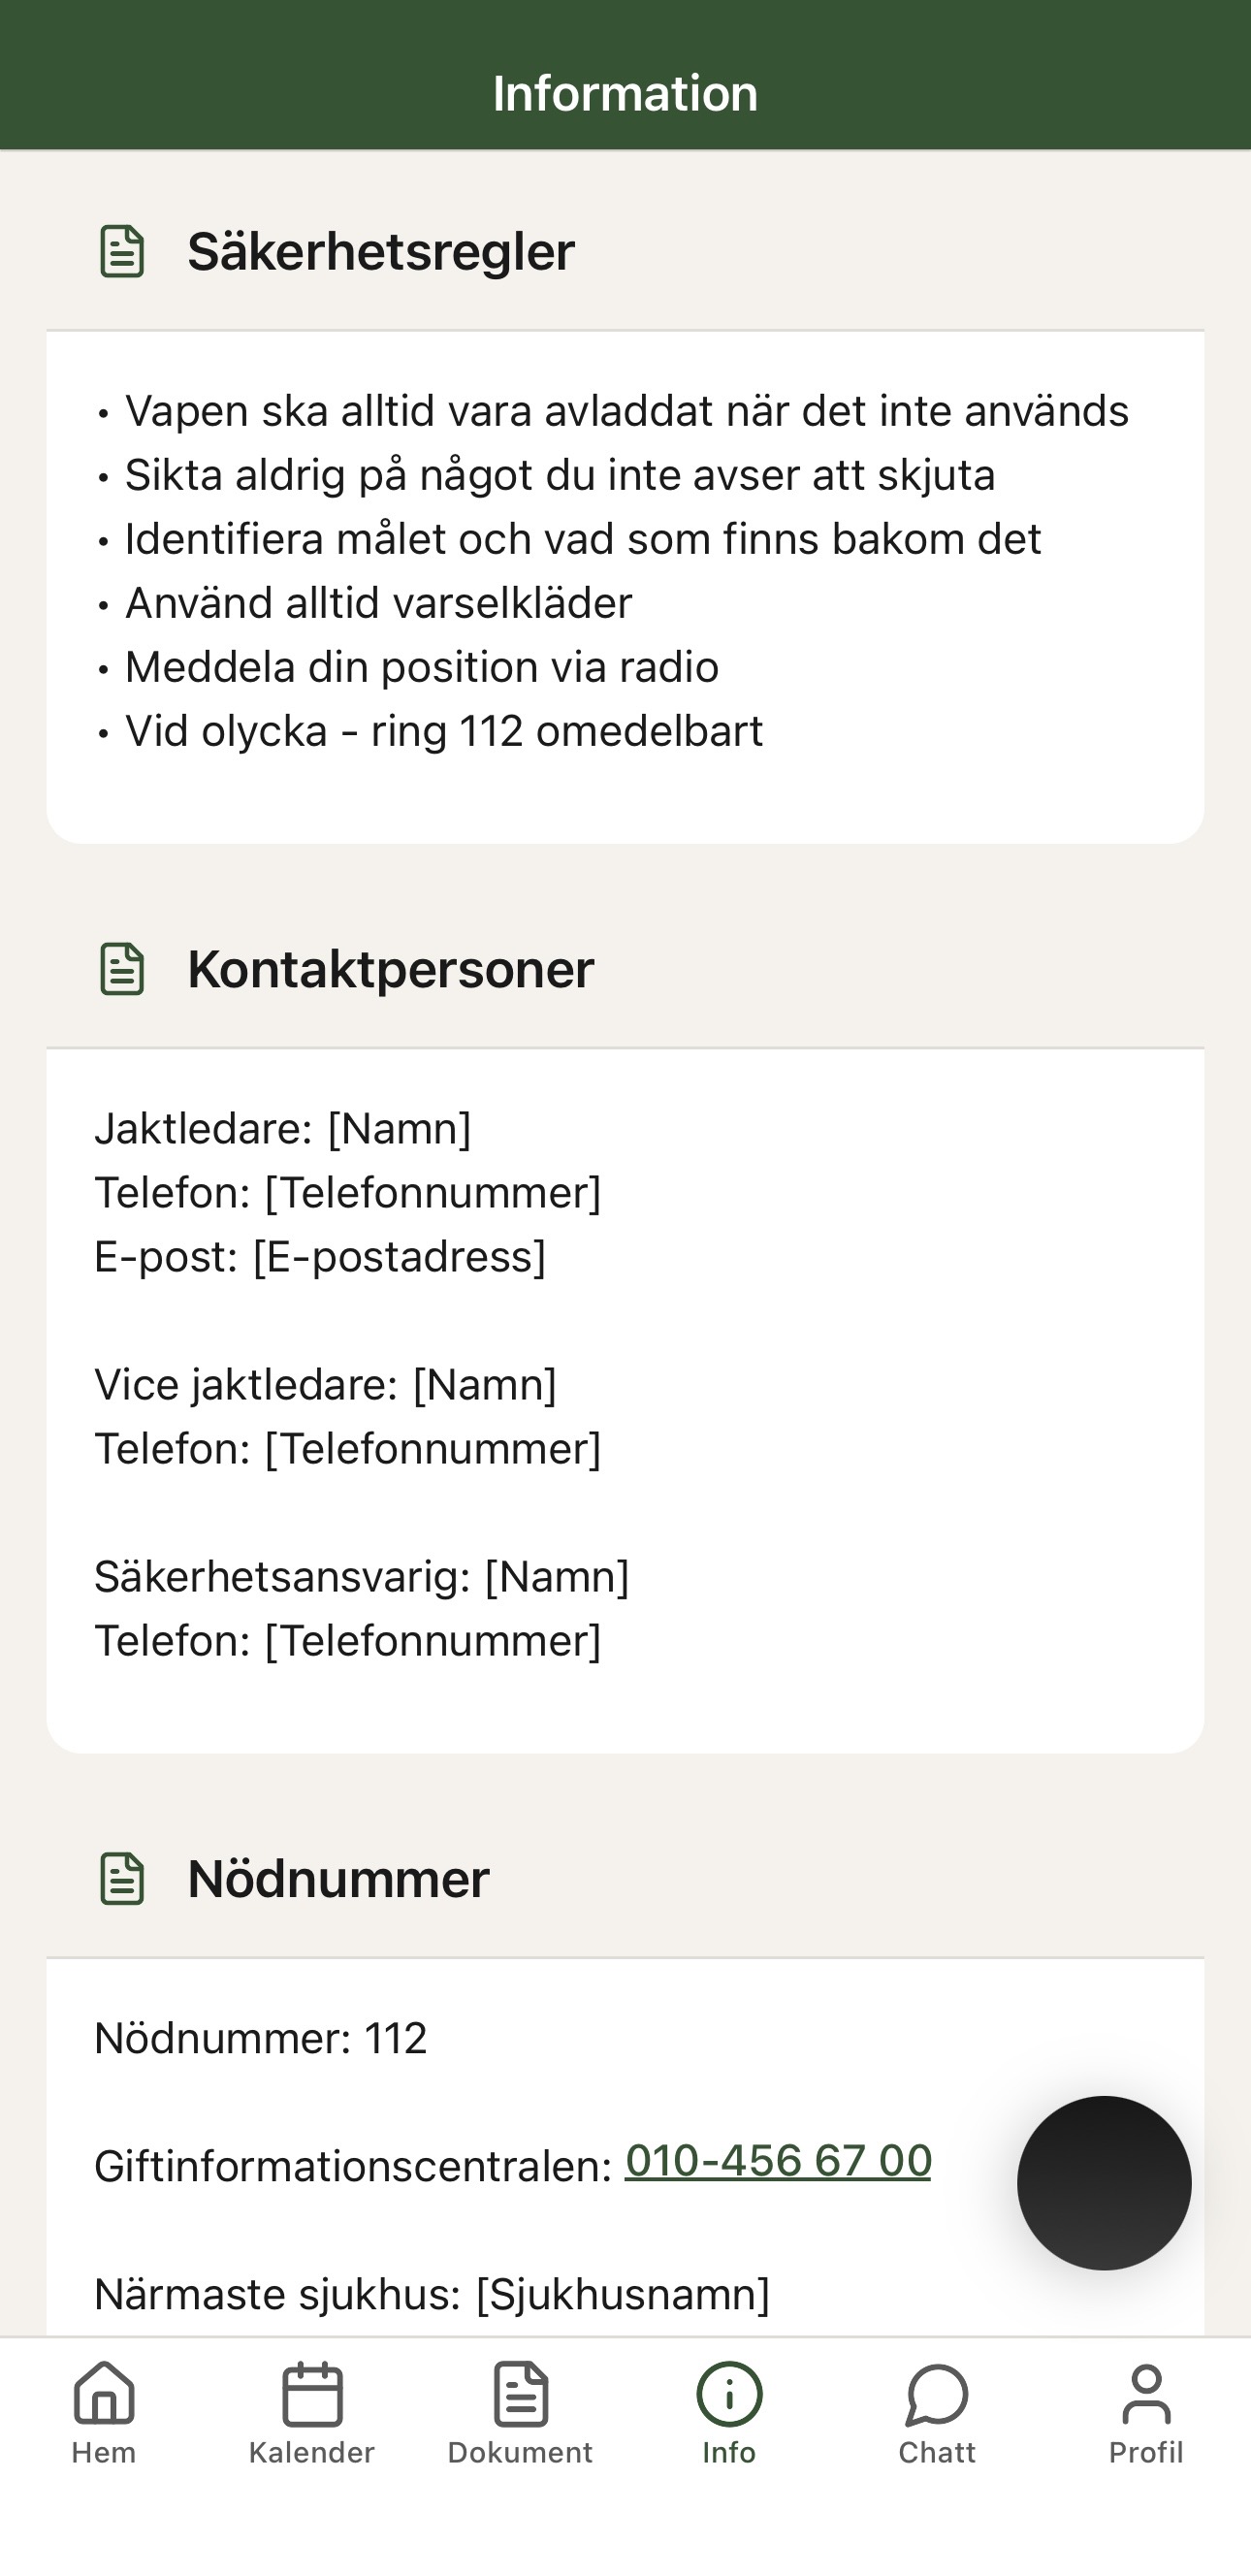 Information
Säkerhetsregler
• Vapen ska alltid vara avladdat när det inte används
• Sikta aldrig på något du inte avser att skjuta
• Identifiera målet och vad som finns bakom det
• Använd alltid varselkläder
• Meddela din position via radio
• Vid olycka - ring 112 omedelbart
Kontaktpersoner
Jaktledare: [Namn]
Telefon: [Telefonnummer]
E-post: [E-postadress]
Vice jaktledare: [Namn]
Telefon: [Telefonnummer]
Säkerhetsansvarig: [Namn]
Telefon: [Telefonnummer]
Nödnummer
Nödnummer: 112
Giftinformationscentralen: 010-456 67 00
Närmaste sjukhus: [Sjukhusnamn]
Hem Kalender Dokument Info Chatt Profil